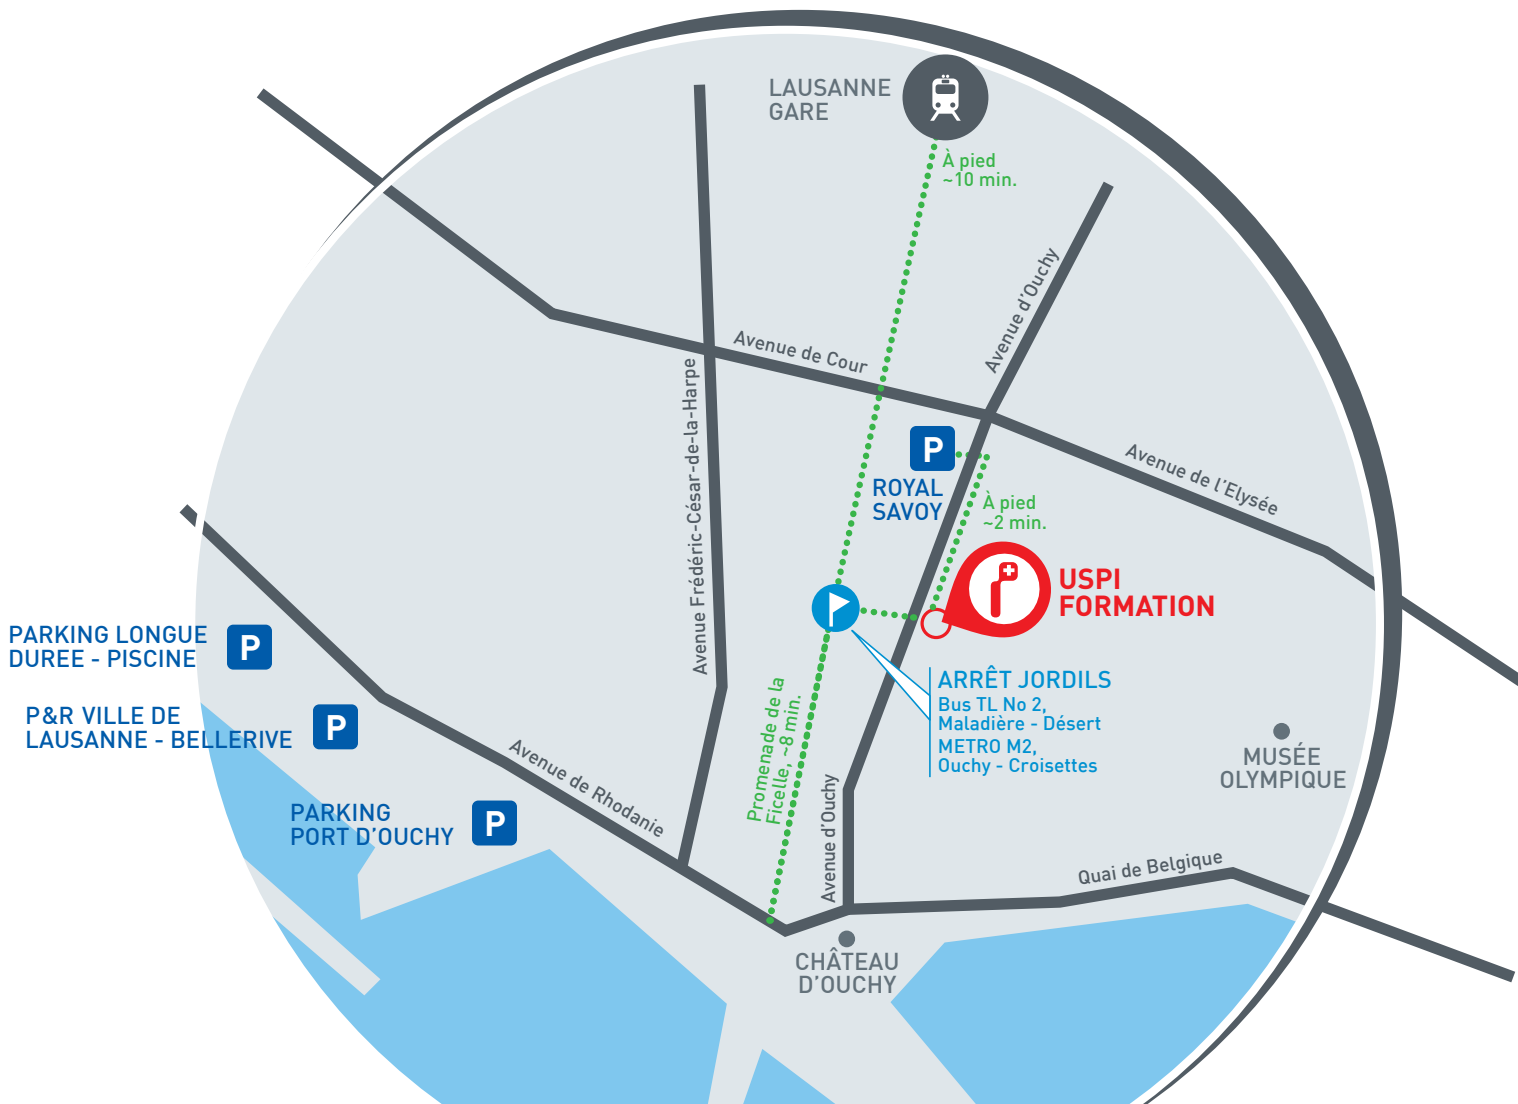 LAUSANNE
GARE
À pied
~10 min.
Avenue d'Ouchy
Avenue de Cour
Avenue Frédéric-César-de-la-Harpe
P
ROYAL
SAVOY
Avenue de l'Elysée
À pied
~2 min.
USPI
FORMATION
PARKING LONGUE
DUREE - PISCINE
P
P&R VILLE DE
LAUSANNE - BELLERIVE
P
ARRÊT JORDILS
Bus TL No 2,
Maladière - Désert
METRO M2,
Ouchy - Croisettes
Promenade de la
Ficelle, ~8 min.
MUSÉE
OLYMPIQUE
Avenue de Rhodanie
PARKING
PORT D'OUCHY
P
Avenue d'Ouchy
Quai de Belgique
CHÂTEAU
D'OUCHY